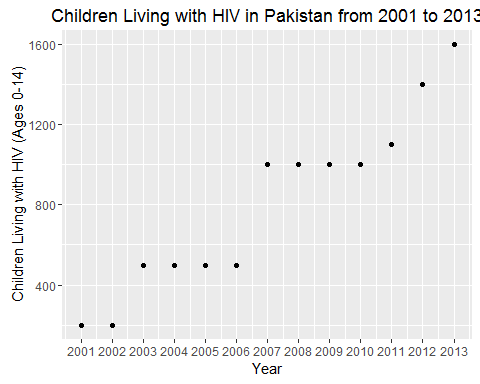 Children Living with HIV in Pakistan from 2001 to 2013
Children Living with HIV (Ages 0-14)
1600
1200
800
400
2001 2002 2003 2004 2005 2006 2007 2008 2009 2010 2011 2012 2013
Year